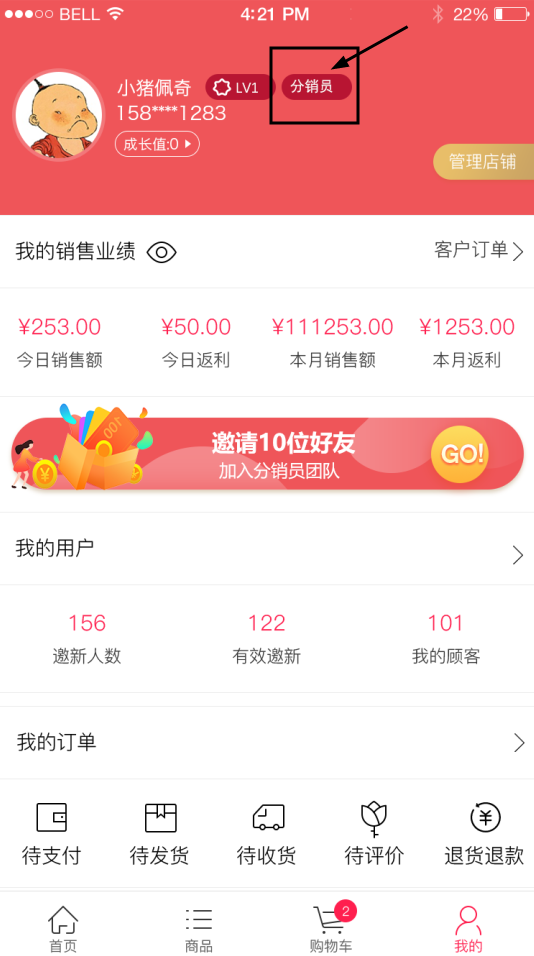 BELL 4:21 PM 22%
小猪佩奇 LV1 分销员
158****1283
成长值:0
管理店铺
我的销售业绩 客户订单
¥253.00 ¥50.00 ¥111253.00 ¥1253.00
今日销售额 今日返利 本月销售额 本月返利
100
邀请10位好友
加入分销员团队
GO!
我的用户
156 122 101
邀新人数 有效邀新 我的顾客
我的订单
待支付 待发货 待收货 待评价 退货退款
2
首页 商品 购物车 我的